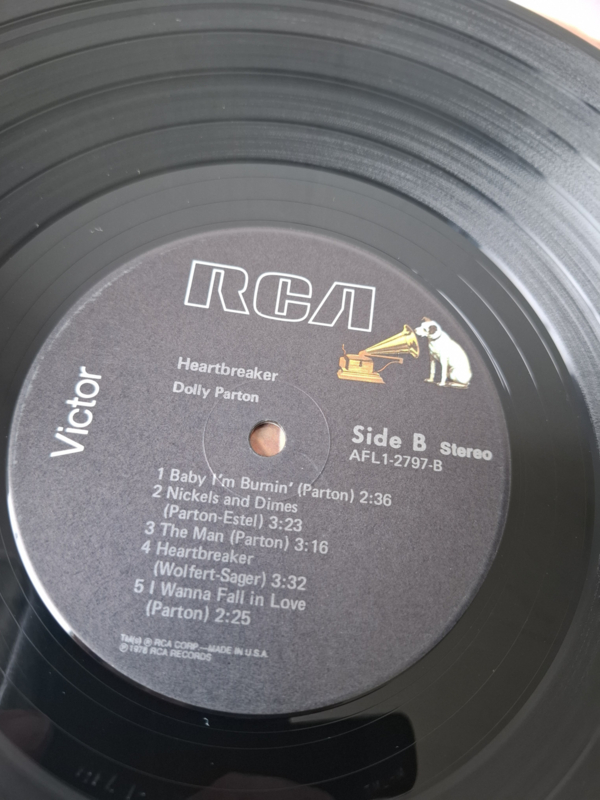 RCA
Victor
Heartbreaker
Dolly Parton
Side B Stereo
AFL1-2797-B
1 Baby I'm Burnin' (Parton) 2:36
2 Nickels and Dimes
(Parton-Estel) 3:23
3 The Man (Parton) 3:16
4 Heartbreaker
(Wolfert-Sager) 3:32
5 I Wanna Fall in Love
(Parton) 2:25
Tmk(s) ® RCA CORP.—MADE IN U.S.A.
℗ 1978 RCA RECORDS